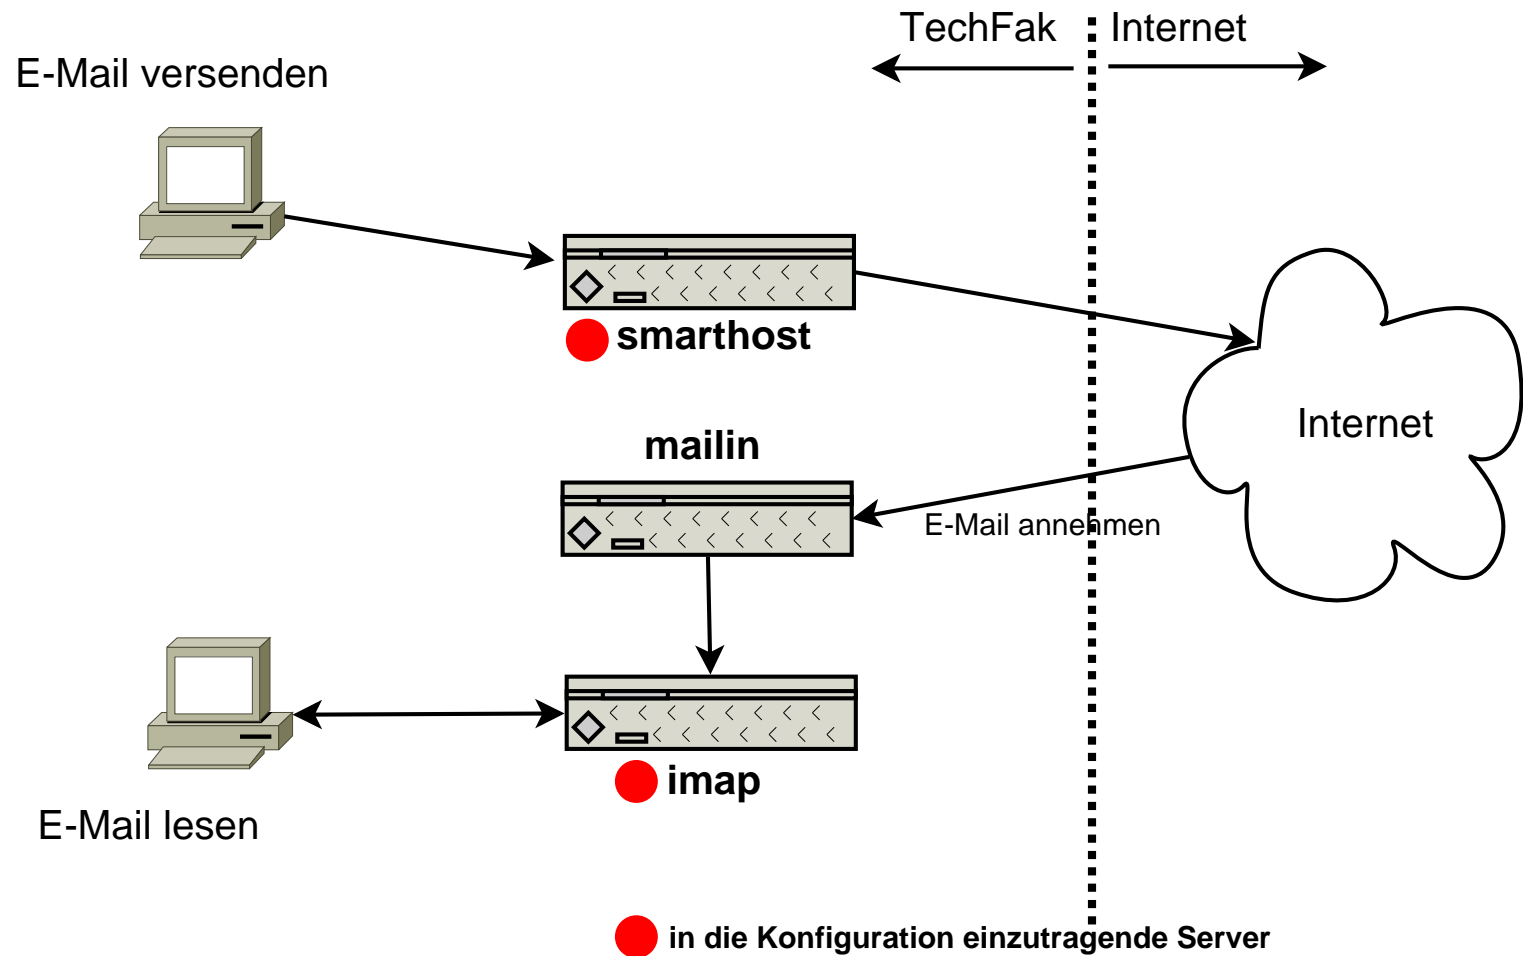 TechFak
Internet
E-Mail versenden
smarthost
Internet
mailin
E-Mail annehmen
imap
E-Mail lesen
in die Konfiguration einzutragende Server